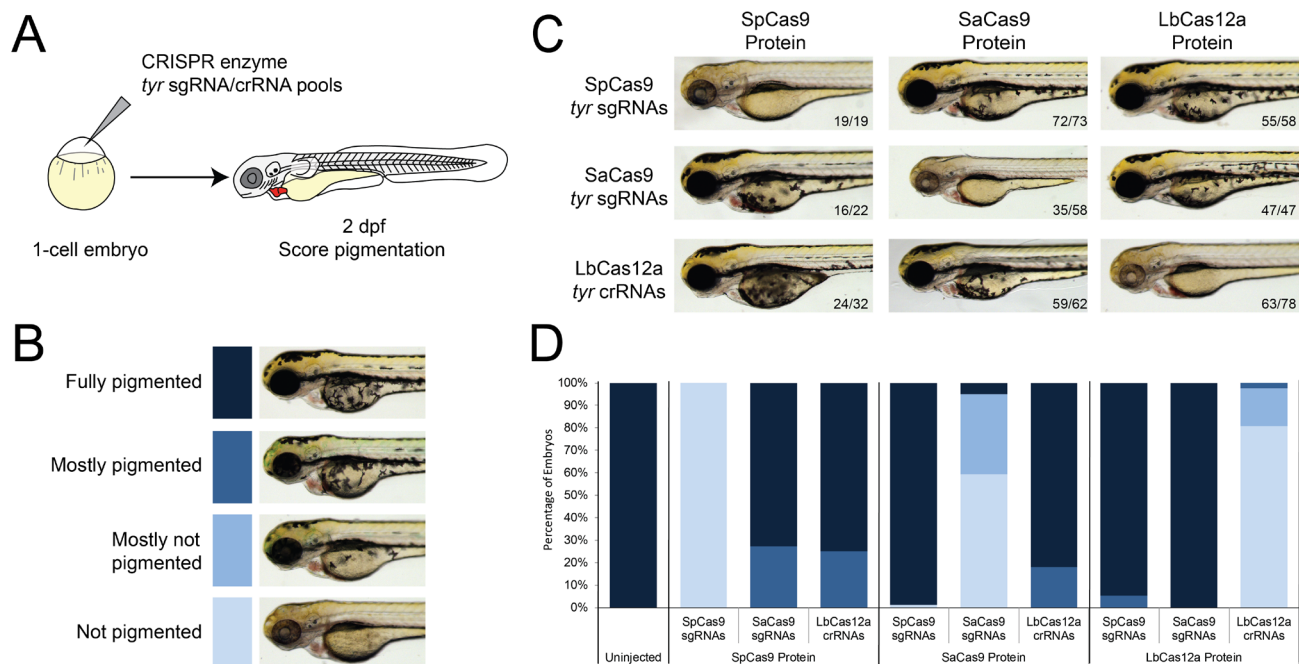 A
CRISPR enzyme
tyr sgRNA/crRNA pools
1-cell embryo
2 dpf
Score pigmentation
B
Fully pigmented
Mostly pigmented
Mostly not
pigmented
Not pigmented
C
SpCas9
Protein
SaCas9
Protein
LbCas12a
Protein
SpCas9
tyr sgRNAs
19/19
72/73
55/58
SaCas9
tyr sgRNAs
16/22
35/58
47/47
LbCas12a
tyr crRNAs
24/32
59/62
63/78
D
Percentage of Embryos
100%
90%
80%
70%
60%
50%
40%
30%
20%
10%
0%
SpCas9
sgRNAs
SaCas9
sgRNAs
LbCas12a
crRNAs
SpCas9
sgRNAs
SaCas9
sgRNAs
LbCas12a
crRNAs
SpCas9
sgRNAs
SaCas9
sgRNAs
LbCas12a
crRNAs
Uninjected
SpCas9 Protein
SaCas9 Protein
LbCas12a Protein